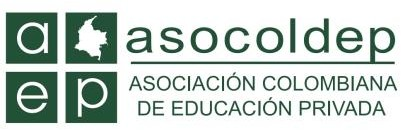 a
e p
asocoldep
ASOCIACIÓN COLOMBIANA
DE EDUCACIÓN PRIVADA